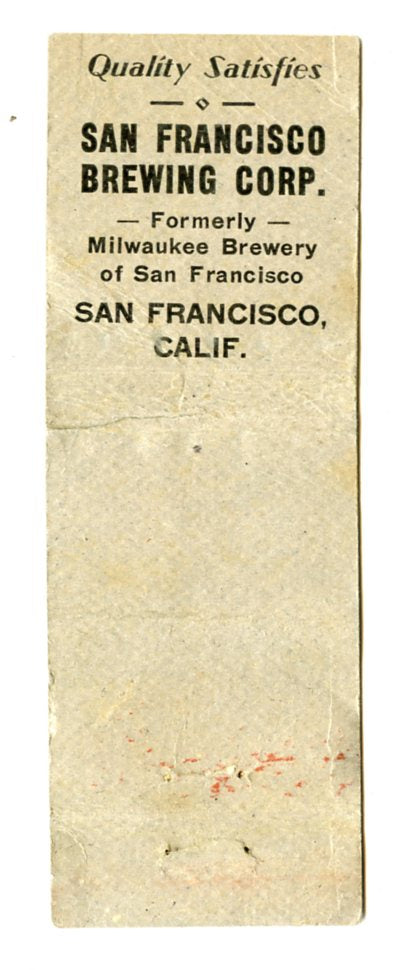 Quality Satisfies
SAN FRANCISCO
BREWING CORP.
— Formerly —
Milwaukee Brewery
of San Francisco
SAN FRANCISCO,
CALIF.